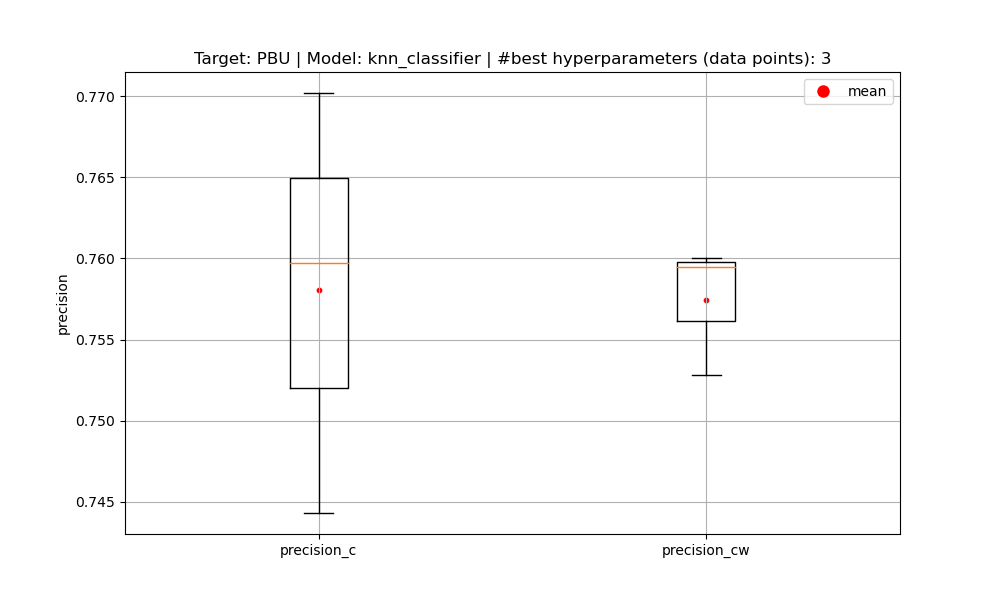 Target: PBU | Model: knn_classifier | #best hyperparameters (data points): 3
mean
0.770
0.765
0.760
0.755
0.750
0.745
precision
precision_c
precision_cw